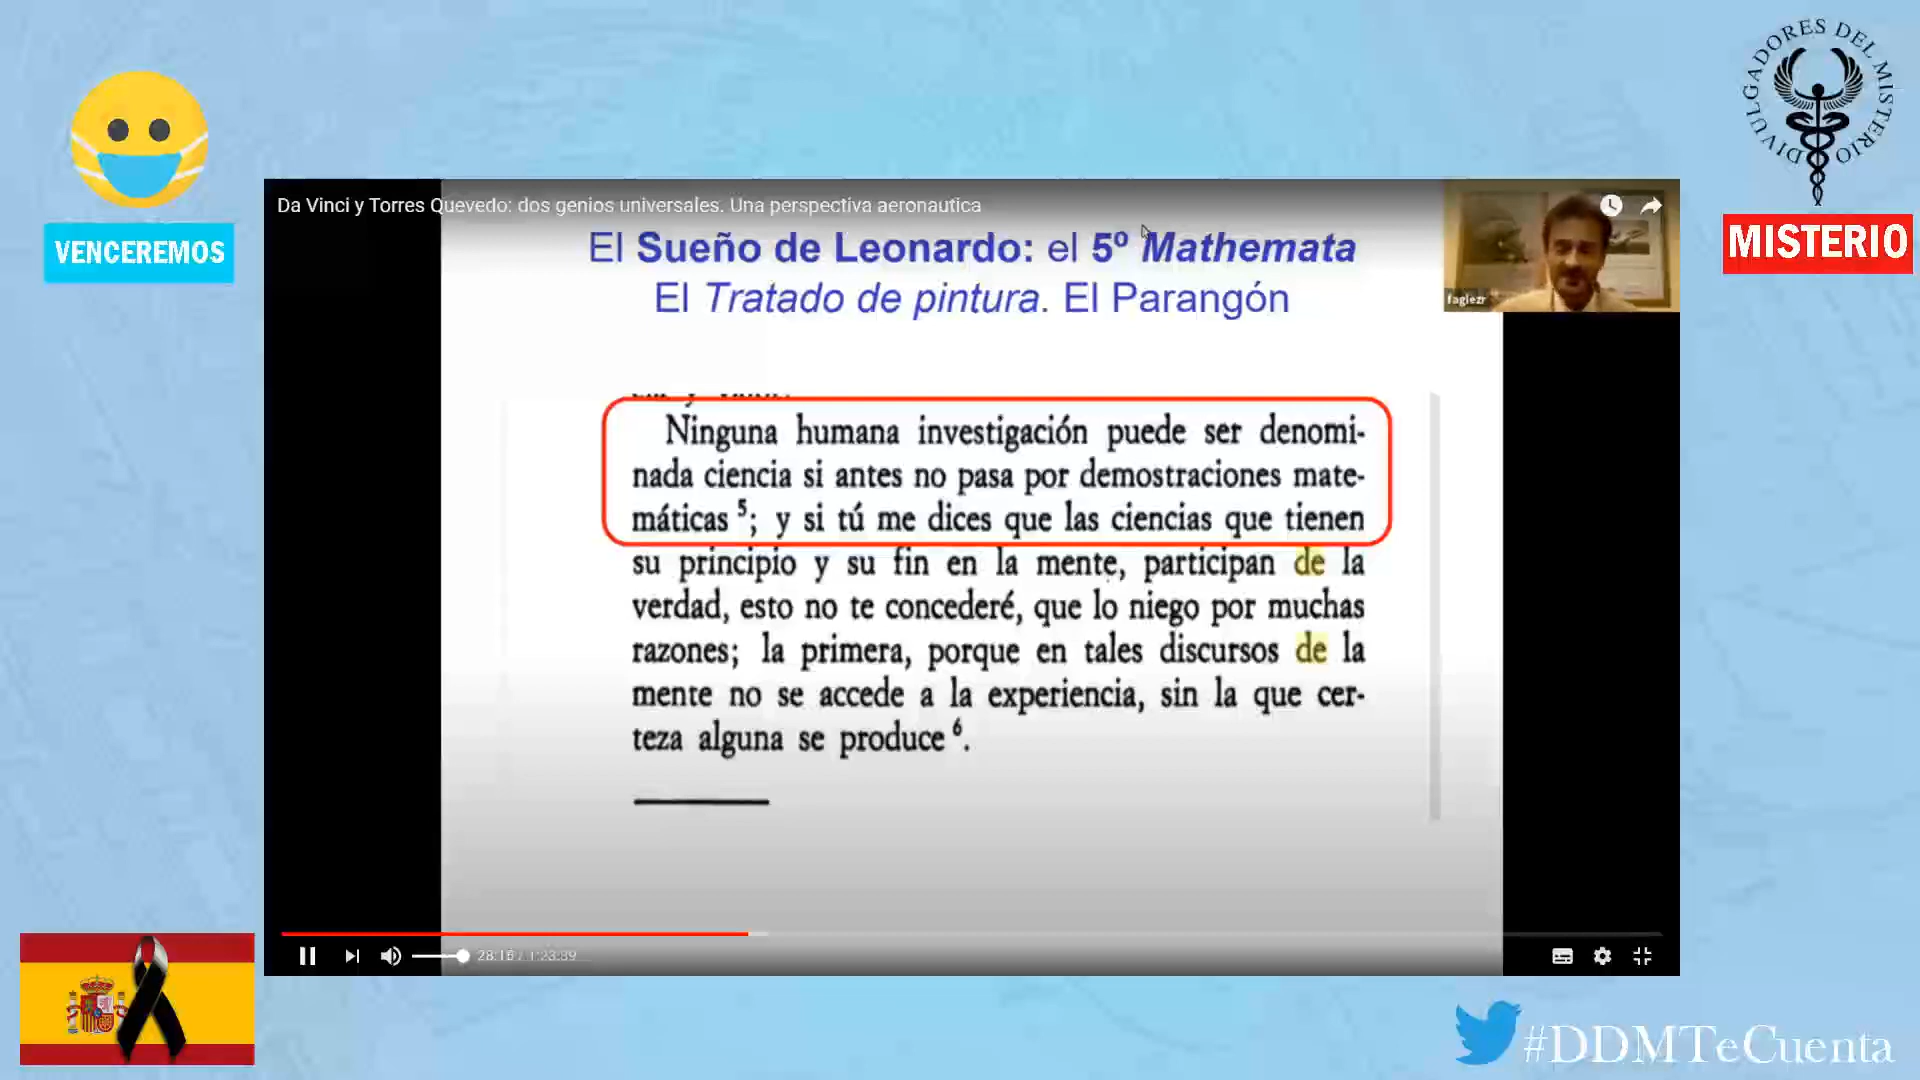 DIVULGADORES DEL MISTERIO
VENCEREMOS
MISTERIO
Da Vinci y Torres Quevedo: dos genios universales. Una perspectiva aeronautica
El Sueño de Leonardo: el 5º Mathemata
El Tratado de pintura. El Parangón
faglezr
Ninguna humana investigación puede ser denomi-
nada ciencia si antes no pasa por demostraciones mate-
máticas 5; y si tú me dices que las ciencias que tienen
su principio y su fin en la mente, participan de la
verdad, esto no te concederé, que lo niego por muchas
razones; la primera, porque en tales discursos de la
mente no se accede a la experiencia, sin la que cer-
teza alguna se produce 6.
28:16 / 1:23:39
#DDMTeCuenta